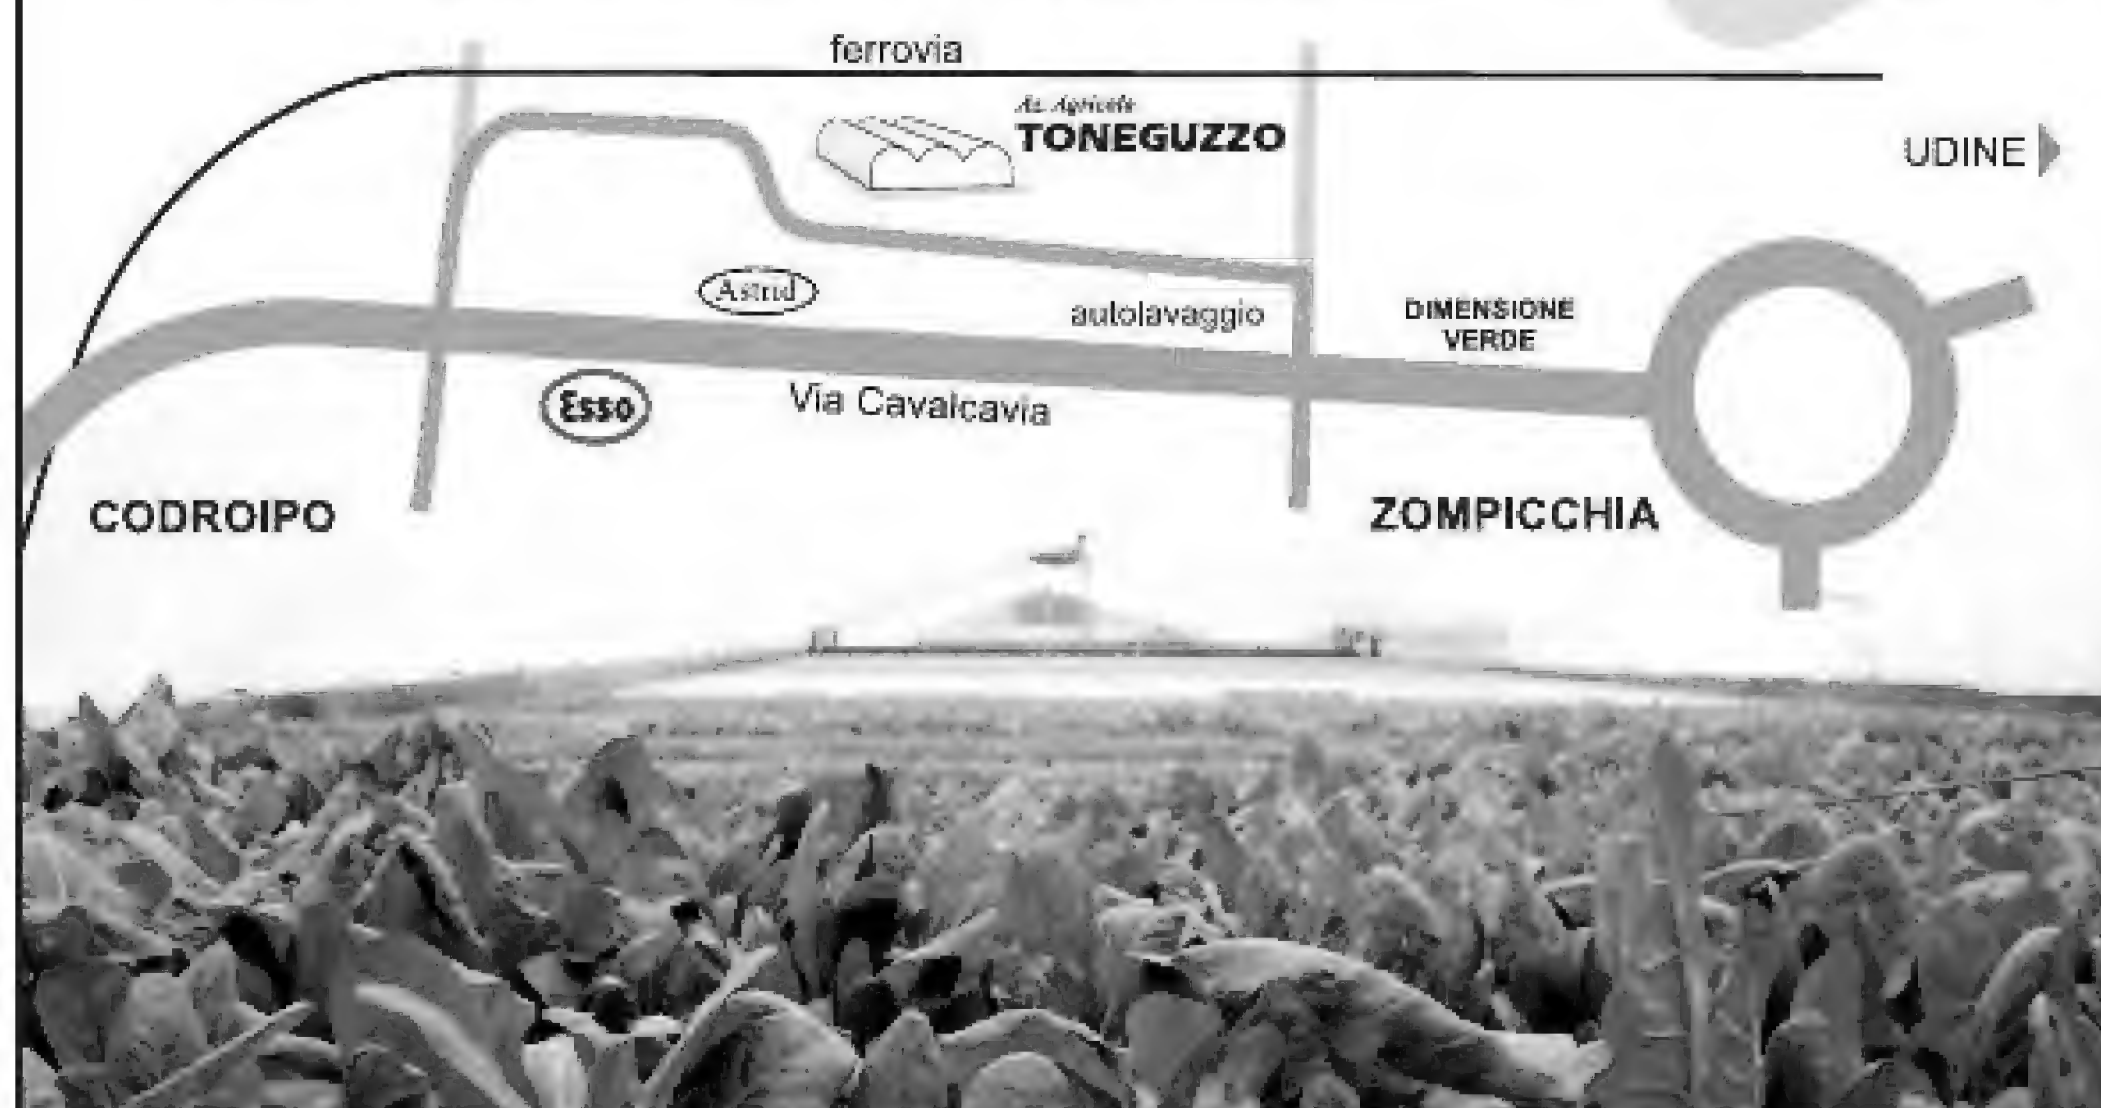 ferrovia
Az. Agricola
TONEGUZZO
UDINE
Astrid
autolavaggio
DIMENSIONE
VERDE
Esso
Via Cavalcavia
CODROIPO
ZOMPICCHIA